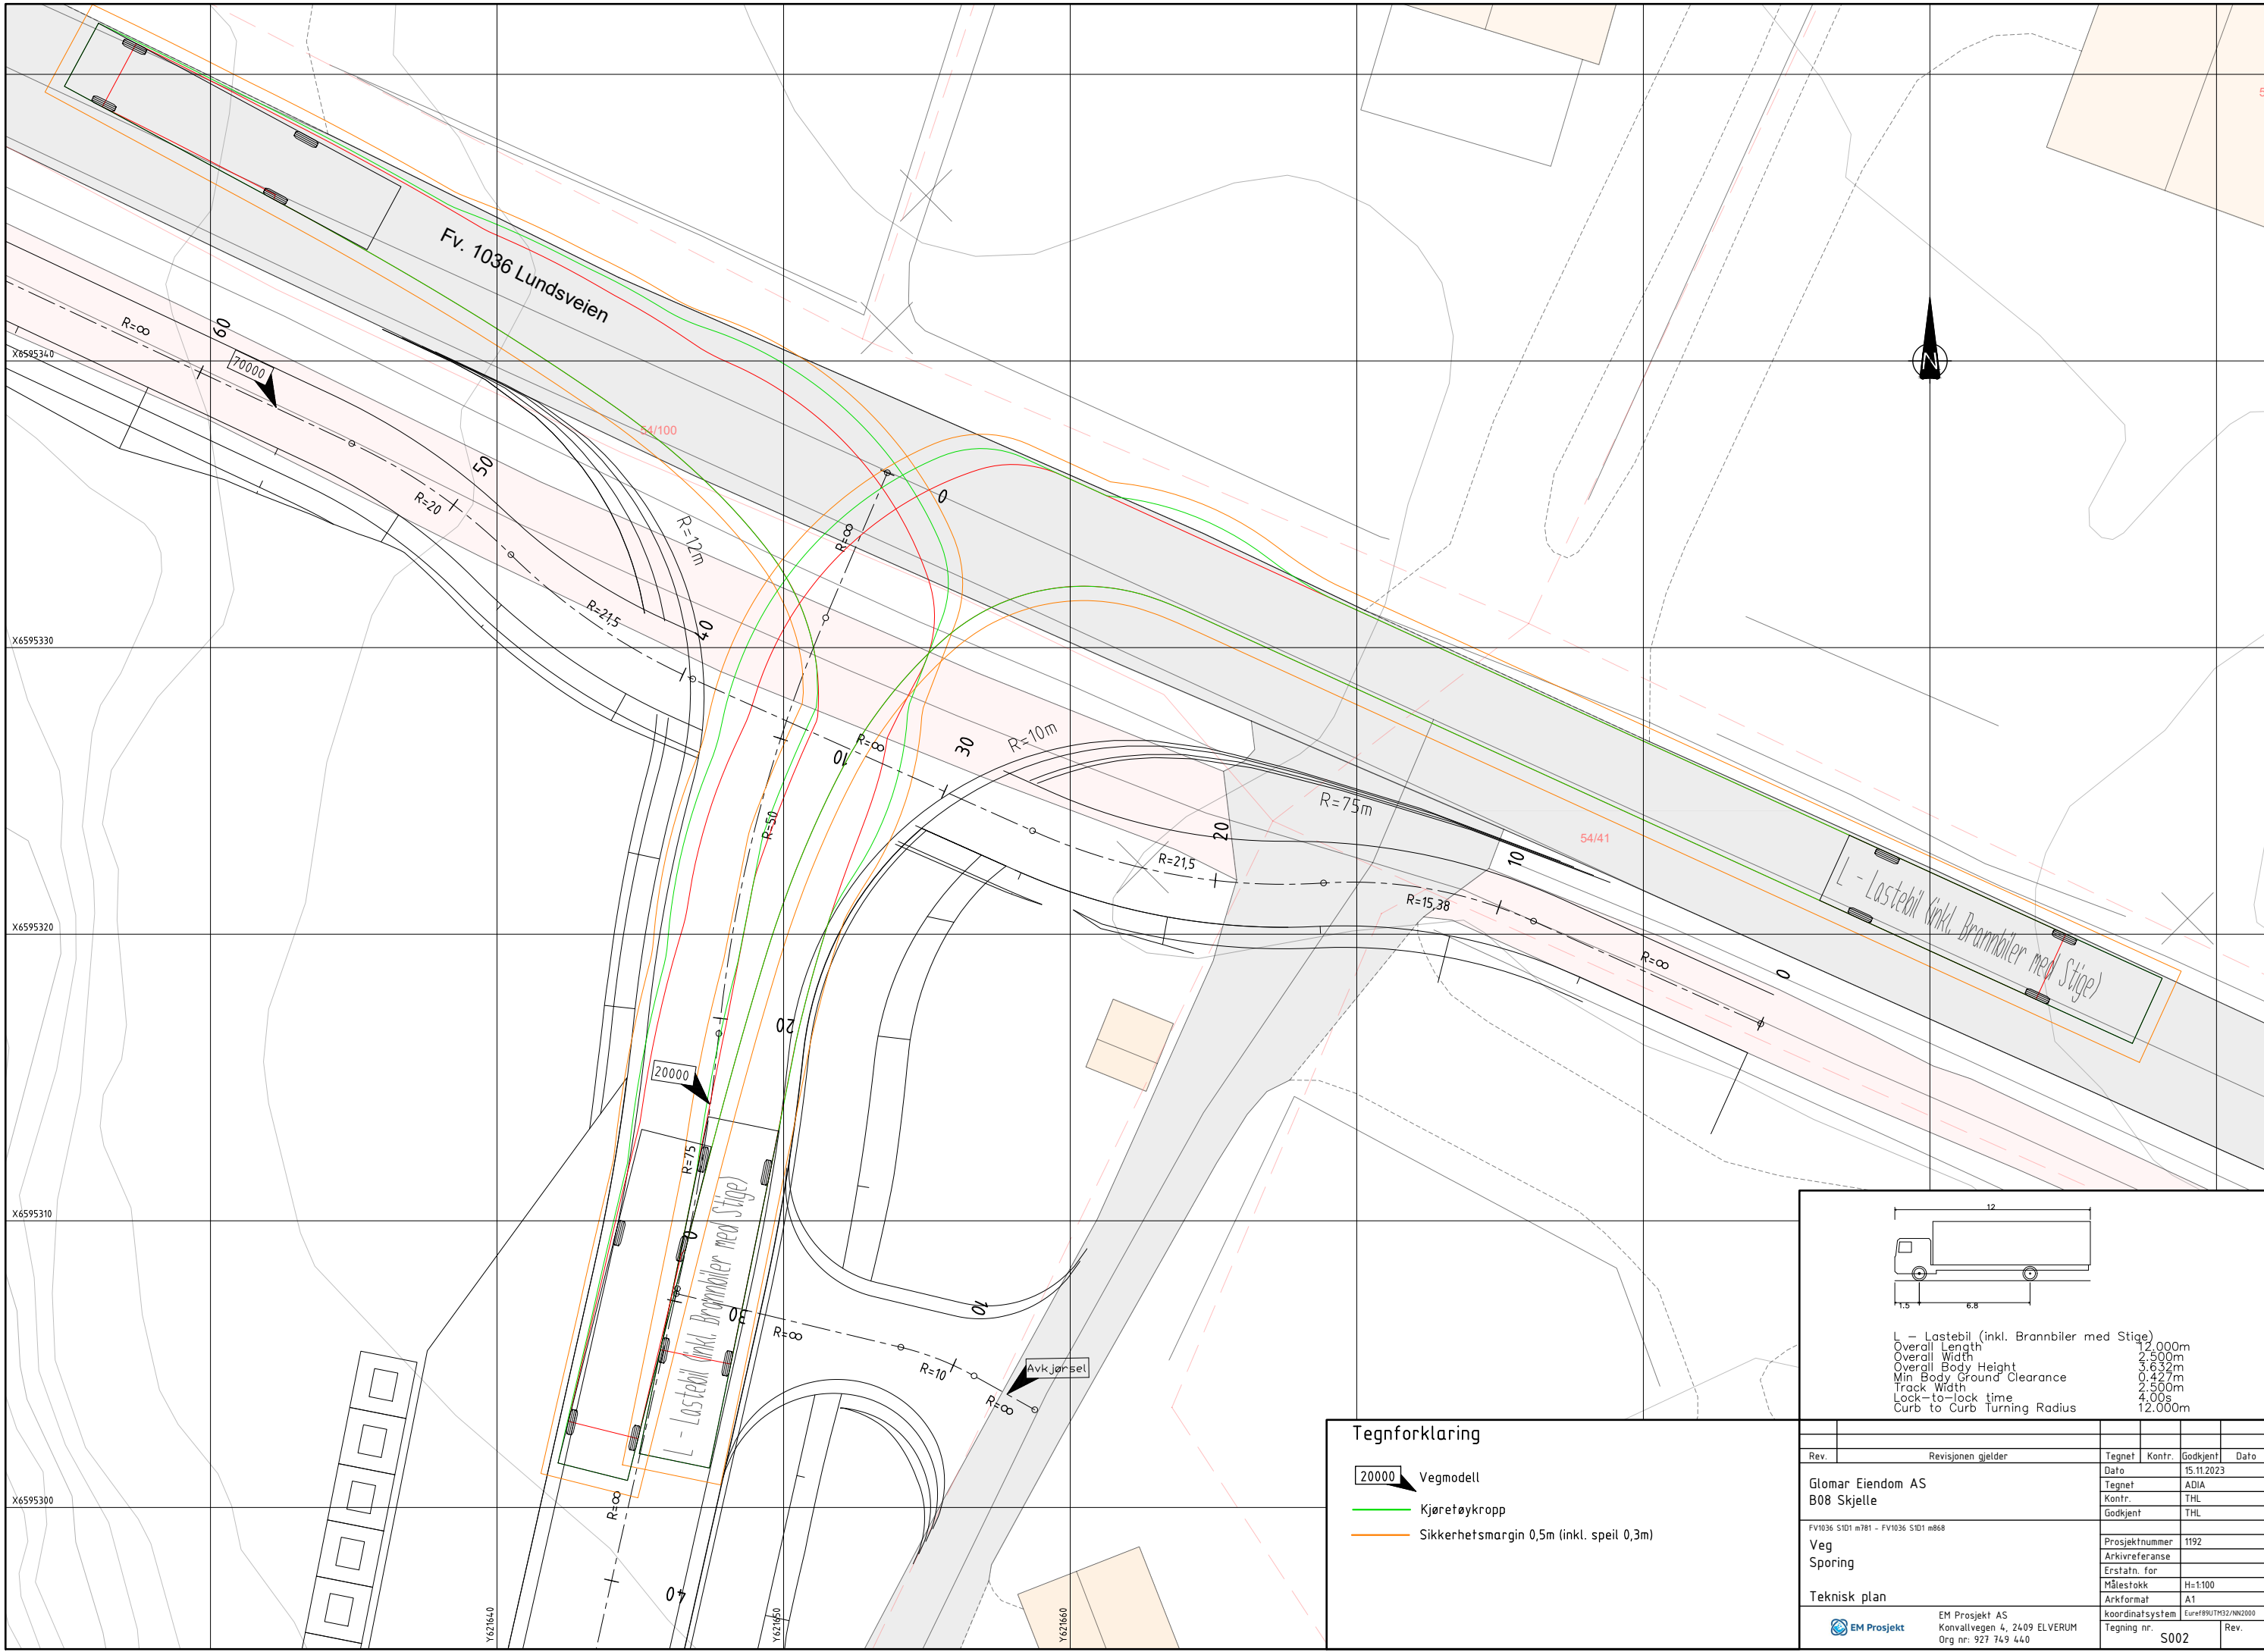 Fv. 1036 Lundsveien
R=∞
60
70000
X6595340
50
R=20
54/100
R=12m
0
R=∞
R=21,5
40
X6595330
10
R=∞
30
R=10m
R=50
R=75m
20
R=21,5
10
54/41
R=15,38
R=∞
0
L - Lastebil (inkl. Brannbiler med Stige)
X6595320
20
20000
R=75
0
L - Lastebil (inkl. Brannbiler med Stige)
X6595310
30
R=∞
10
R=10
Avkjørsel
R=∞
X6595300
R=∞
40
Y621640
Y621650
Y621660
N
12
1.5
6.8
L - Lastebil (inkl. Brannbiler med Stige)
Overall Length 12.000m
Overall Width 2.500m
Overall Body Height 3.632m
Min Body Ground Clearance 0.427m
Track Width 2.500m
Lock-to-lock time 4.00s
Curb to Curb Turning Radius 12.000m
Tegnforklaring
20000 Vegmodell
Kjøretøykropp
Sikkerhetsmargin 0,5m (inkl. speil 0,3m)
Rev. Revisjonen gjelder Tegnet Kontr. Godkjent Dato
Glomar Eiendom AS
B08 Skjelle
Dato 15.11.2023
Tegnet ADIA
Kontr. THL
Godkjent THL
FV1036 S1D1 m781 - FV1036 S1D1 m868
Veg
Sporing
Teknisk plan
Prosjektnummer 1192
Arkivreferanse
Erstatn. for
Målestokk H=1:100
Arkformat A1
koordinatsystem Euref89UTM32/NN2000
EM Prosjekt
EM Prosjekt AS
Konvallvegen 4, 2409 ELVERUM
Org nr: 927 749 440
Tegning nr. S002
Rev.